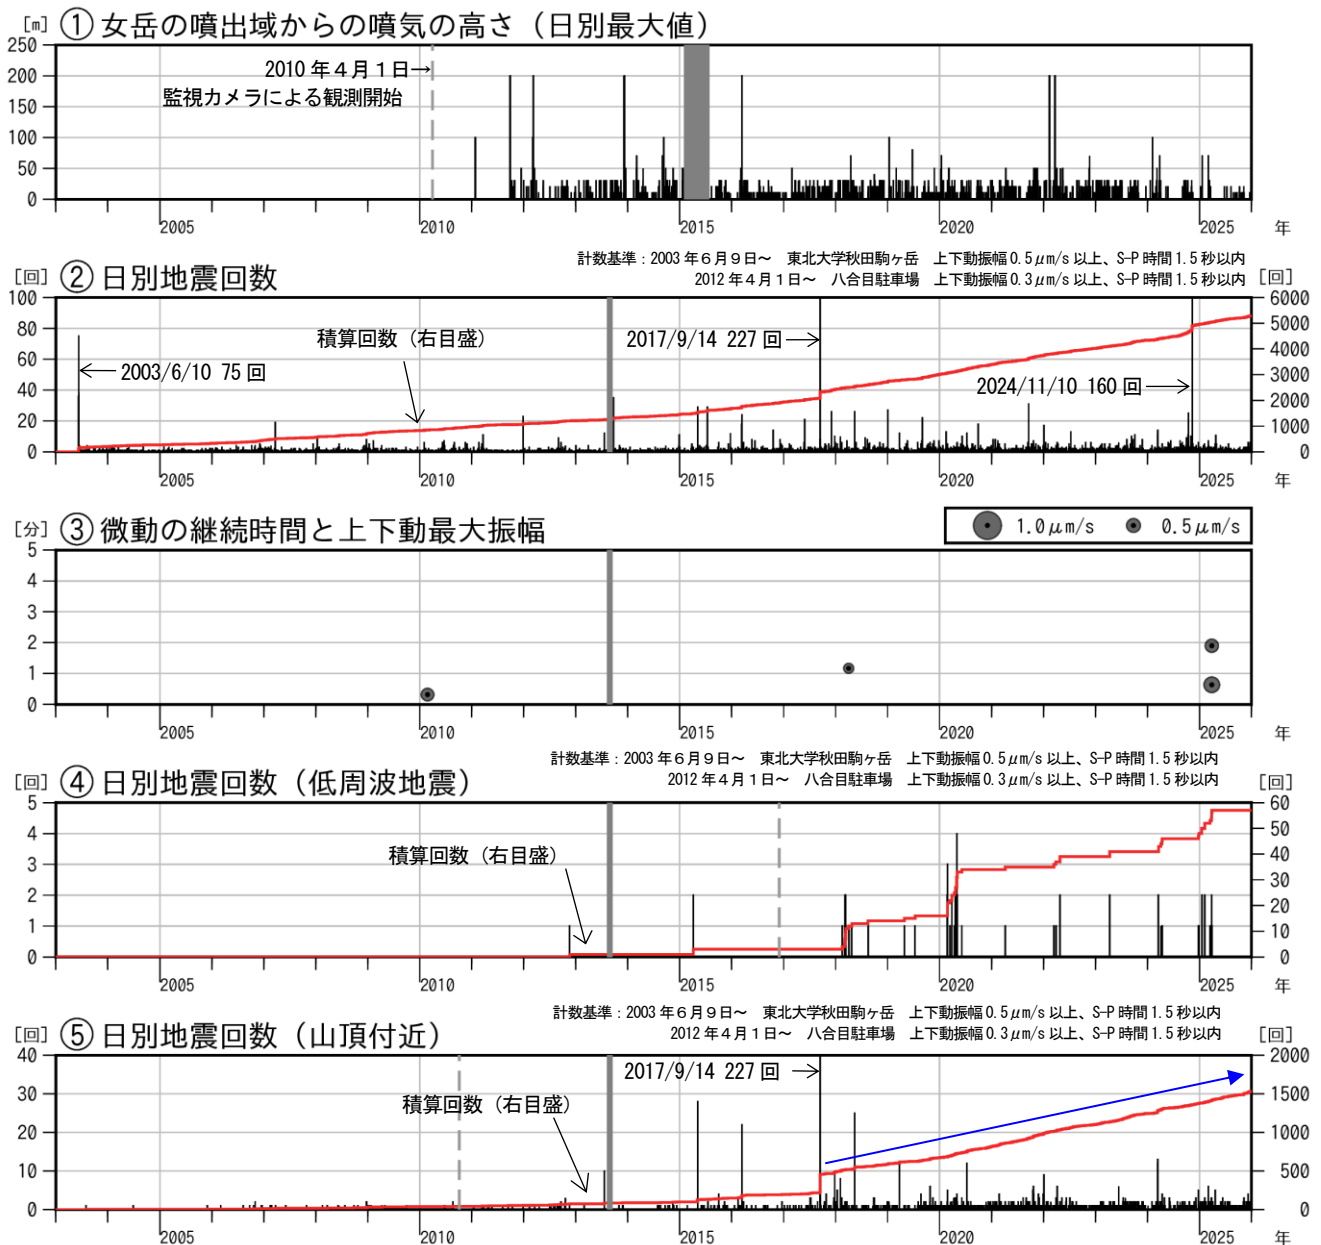 [m] ①女岳の噴出域からの噴気の高さ（日別最大値）
250
200
150
100
50
0
2010年4月1日→
監視カメラによる観測開始
2005 2010 2015 2020 2025 年
計数基準：2003年6月9日～ 東北大学秋田駒ヶ岳 上下動振幅0.5μm/s以上、S-P時間1.5秒以内
[回] ②日別地震回数 2012年4月1日～ 八合目駐車場 上下動振幅0.3μm/s以上、S-P時間1.5秒以内 [回]
100 6000
80 5000
60 4000
40 3000
20 2000
0 1000
0
積算回数（右目盛）
2017/9/14 227回
2003/6/10 75回
2024/11/10 160回
2005 2010 2015 2020 2025 年
[分] ③微動の継続時間と上下動最大振幅
1.0μm/s 0.5μm/s
5
4
3
2
1
0
2005 2010 2015 2020 2025 年
計数基準：2003年6月9日～ 東北大学秋田駒ヶ岳 上下動振幅0.5μm/s以上、S-P時間1.5秒以内
[回] ④日別地震回数（低周波地震） 2012年4月1日～ 八合目駐車場 上下動振幅0.3μm/s以上、S-P時間1.5秒以内 [回]
5 60
4 50
3 40
2 30
1 20
0 10
0
積算回数（右目盛）
2005 2010 2015 2020 2025 年
計数基準：2003年6月9日～ 東北大学秋田駒ヶ岳 上下動振幅0.5μm/s以上、S-P時間1.5秒以内
[回] ⑤日別地震回数（山頂付近） 2012年4月1日～ 八合目駐車場 上下動振幅0.3μm/s以上、S-P時間1.5秒以内 [回]
40 2000
30 1500
20 1000
10 500
0 0
2017/9/14 227回
積算回数（右目盛）
2005 2010 2015 2020 2025 年